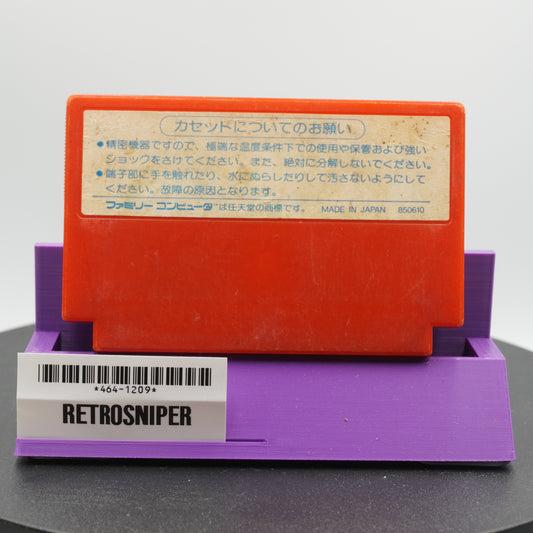 カセットについてのお願い
●精密機器ですので、極端な温度条件下での使用や保管および強い
ショックをさけてください。また、絶対に分解しないでください。
●端子部に手を触れたり、水にぬらしたりして汚さないようにして
ください。故障の原因となります。
ファミリーコンピュータ™は任天堂の商標です。 MADE IN JAPAN 850610
*464-1209*
RETROSNIPER